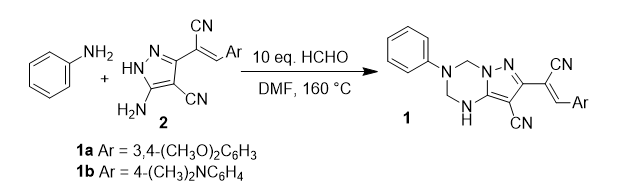 NH₂
+
HN
N
H₂N
CN
Ar
CN
2
10 eq. HCHO
DMF, 160 °C
N
N
N
N
H
CN
Ar
CN
1
1a Ar = 3,4-(CH₃O)₂C₆H₃
1b Ar = 4-(CH₃)₂NC₆H₄